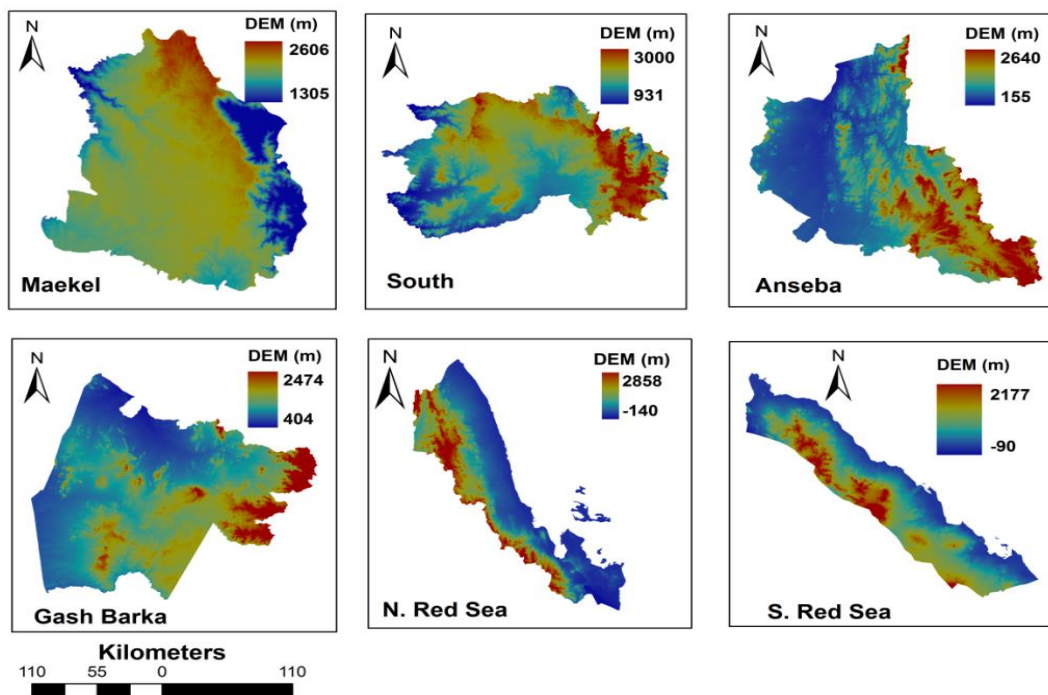 N
DEM (m)
2606
1305
Maekel
N
DEM (m)
3000
931
South
N
DEM (m)
2640
155
Anseba
N
DEM (m)
2474
404
Gash Barka
N
DEM (m)
2858
-140
N. Red Sea
N
DEM (m)
2177
-90
S. Red Sea
Kilometers
110 55 0 110